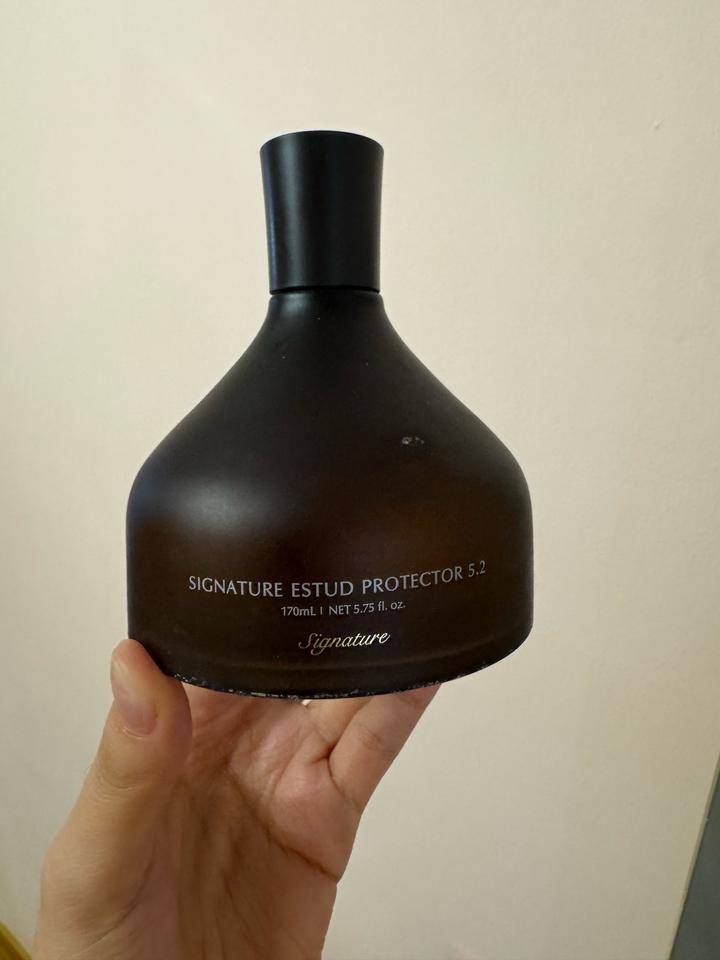 SIGNATURE ESTUD PROTECTOR 5.2
170mL | NET 5.75 fl. oz.
Signature